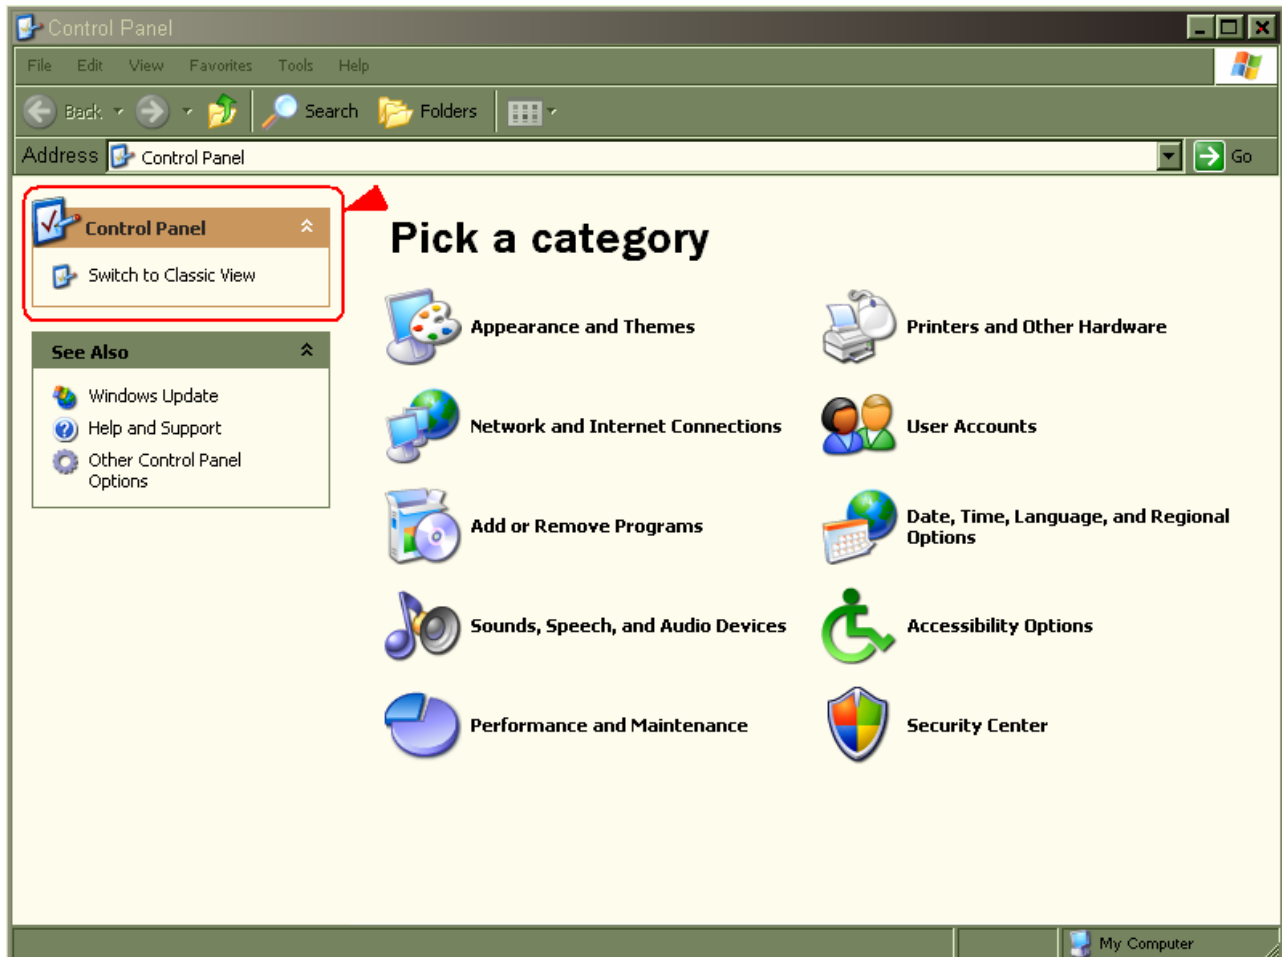 Control Panel
File Edit View Favorites Tools Help
Back Search Folders
Address Control Panel Go
Control Panel
Switch to Classic View
See Also
Windows Update
Help and Support
Other Control Panel
Options
Pick a category
Appearance and Themes
Printers and Other Hardware
Network and Internet Connections
User Accounts
Add or Remove Programs
Date, Time, Language, and Regional
Options
Sounds, Speech, and Audio Devices
Accessibility Options
Performance and Maintenance
Security Center
My Computer